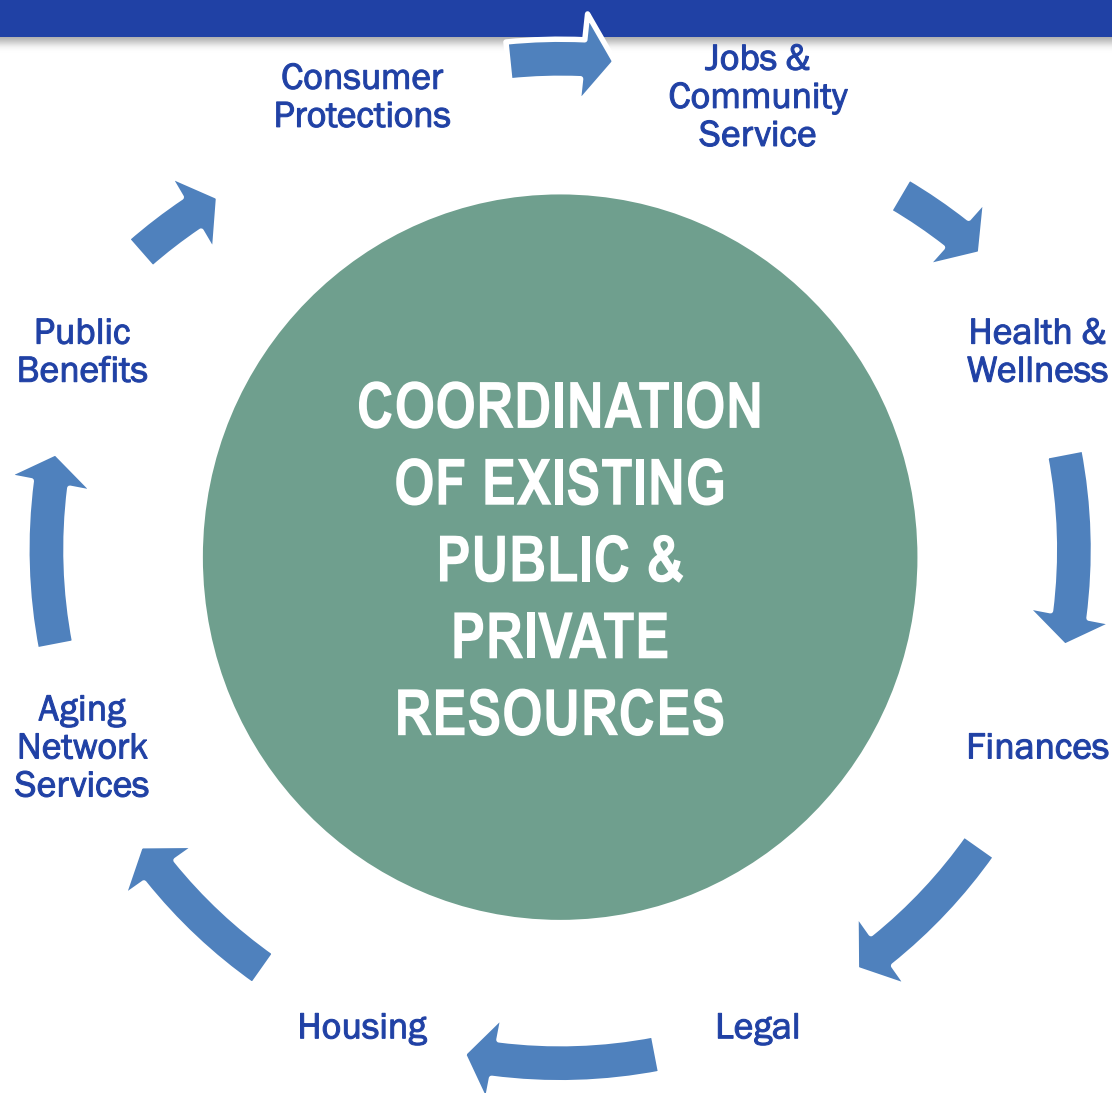 Consumer
Protections
Jobs &
Community
Service
Health &
Wellness
Finances
Legal
Housing
Aging
Network
Services
Public
Benefits
COORDINATION
OF EXISTING
PUBLIC &
PRIVATE
RESOURCES